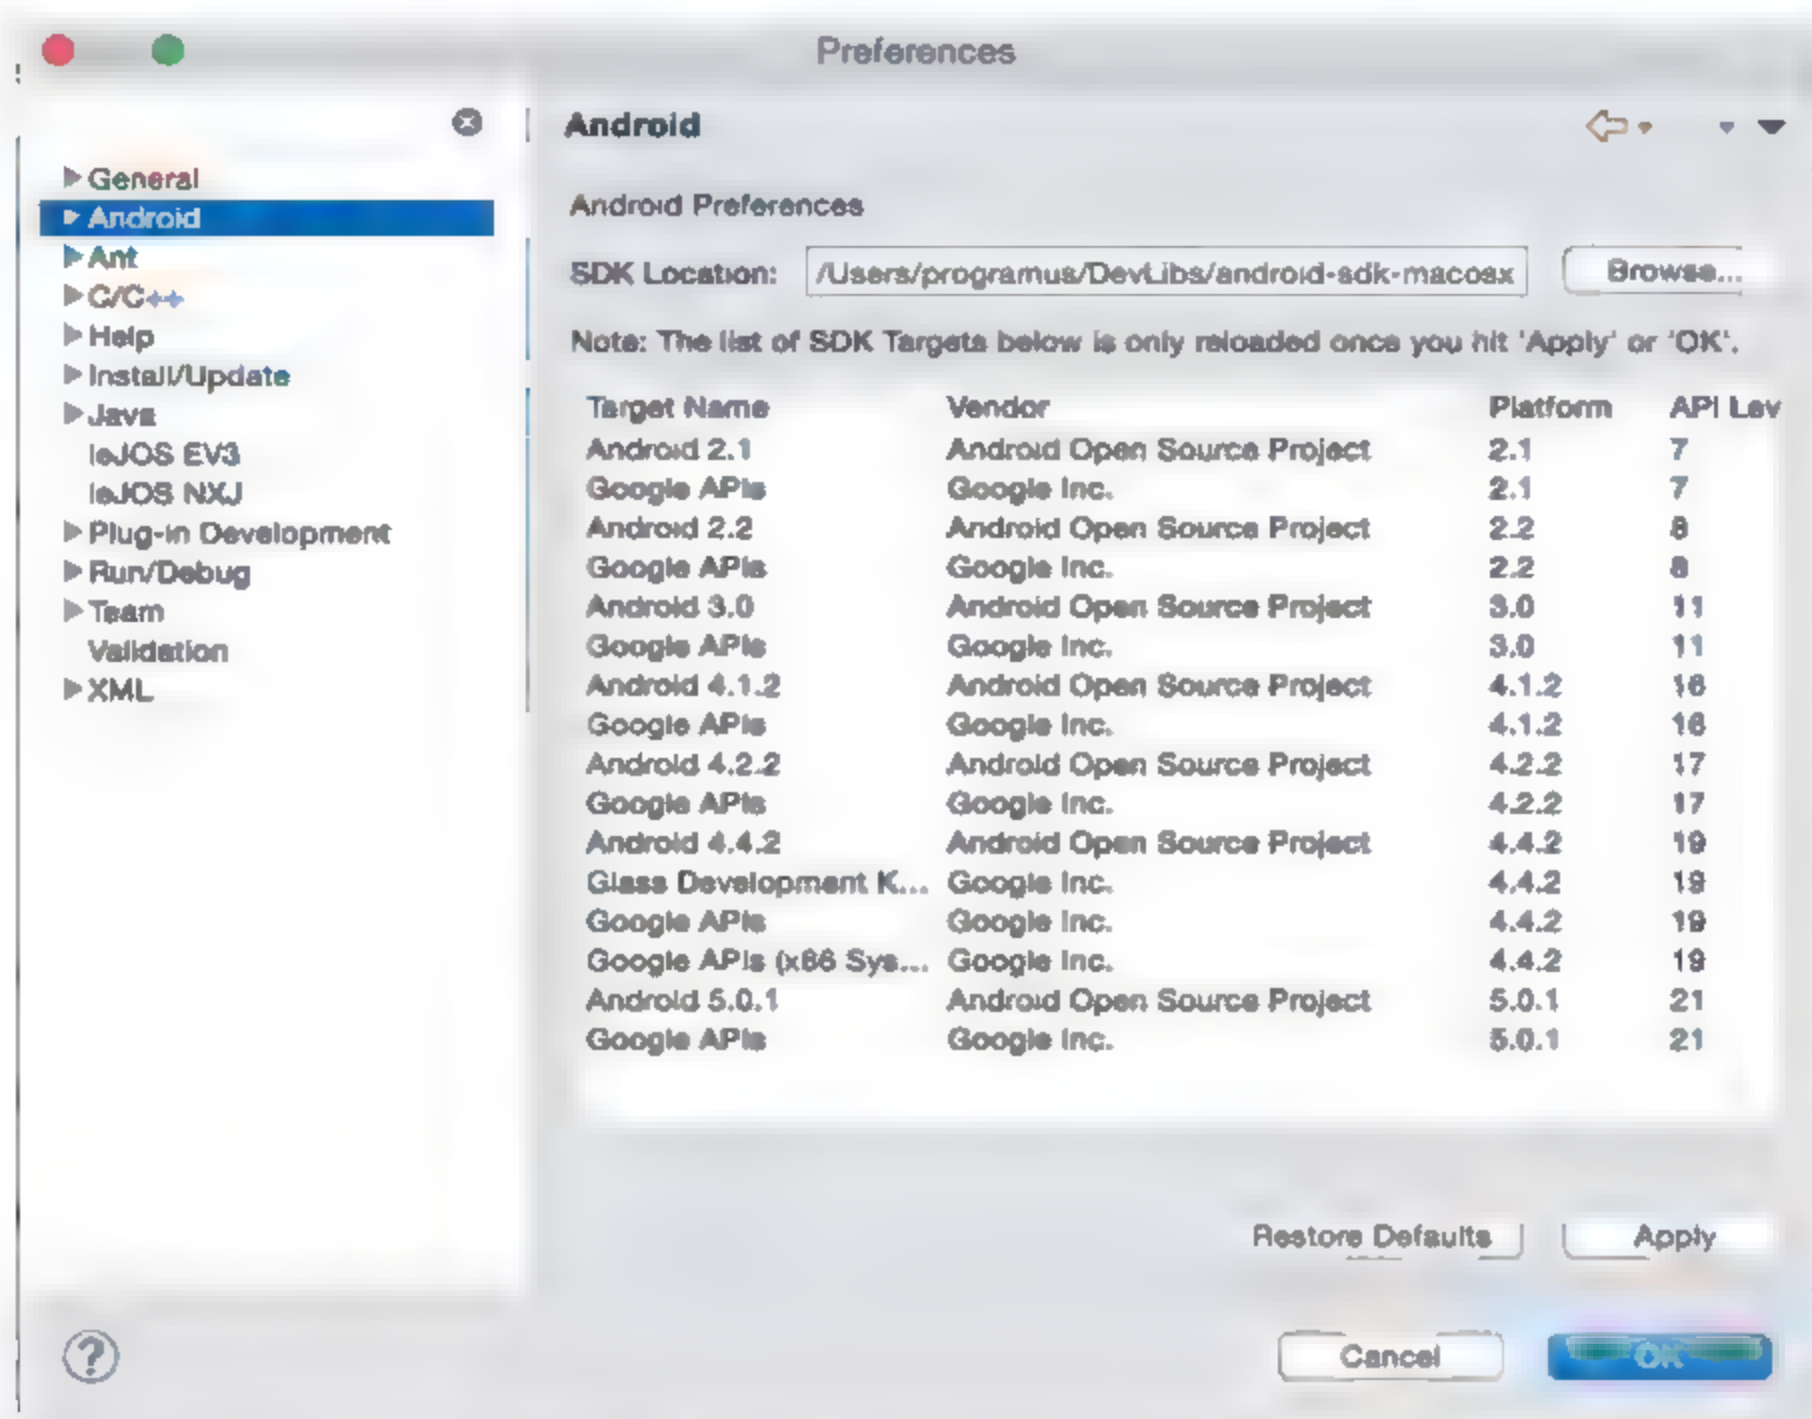 Preferences
General
Android
Ant
C/C++
Help
Install/Update
Java
leJOS EV3
leJOS NXJ
Plug-in Development
Run/Debug
Team
Validation
XML
Android
Android Preferences
SDK Location: /Users/programus/DevLibs/android-sdk-macosx Browse...
Note: The list of SDK Targets below is only reloaded once you hit 'Apply' or 'OK'.
Target Name Vendor Platform API Lev
Android 2.1 Android Open Source Project 2.1 7
Google APIs Google Inc. 2.1 7
Android 2.2 Android Open Source Project 2.2 8
Google APIs Google Inc. 2.2 8
Android 3.0 Android Open Source Project 3.0 11
Google APIs Google Inc. 3.0 11
Android 4.1.2 Android Open Source Project 4.1.2 16
Google APIs Google Inc. 4.1.2 16
Android 4.2.2 Android Open Source Project 4.2.2 17
Google APIs Google Inc. 4.2.2 17
Android 4.4.2 Android Open Source Project 4.4.2 19
Glass Development K... Google Inc. 4.4.2 19
Google APIs Google Inc. 4.4.2 19
Google APIs (x86 Sys... Google Inc. 4.4.2 19
Android 5.0.1 Android Open Source Project 5.0.1 21
Google APIs Google Inc. 5.0.1 21
Restore Defaults Apply
? Cancel OK